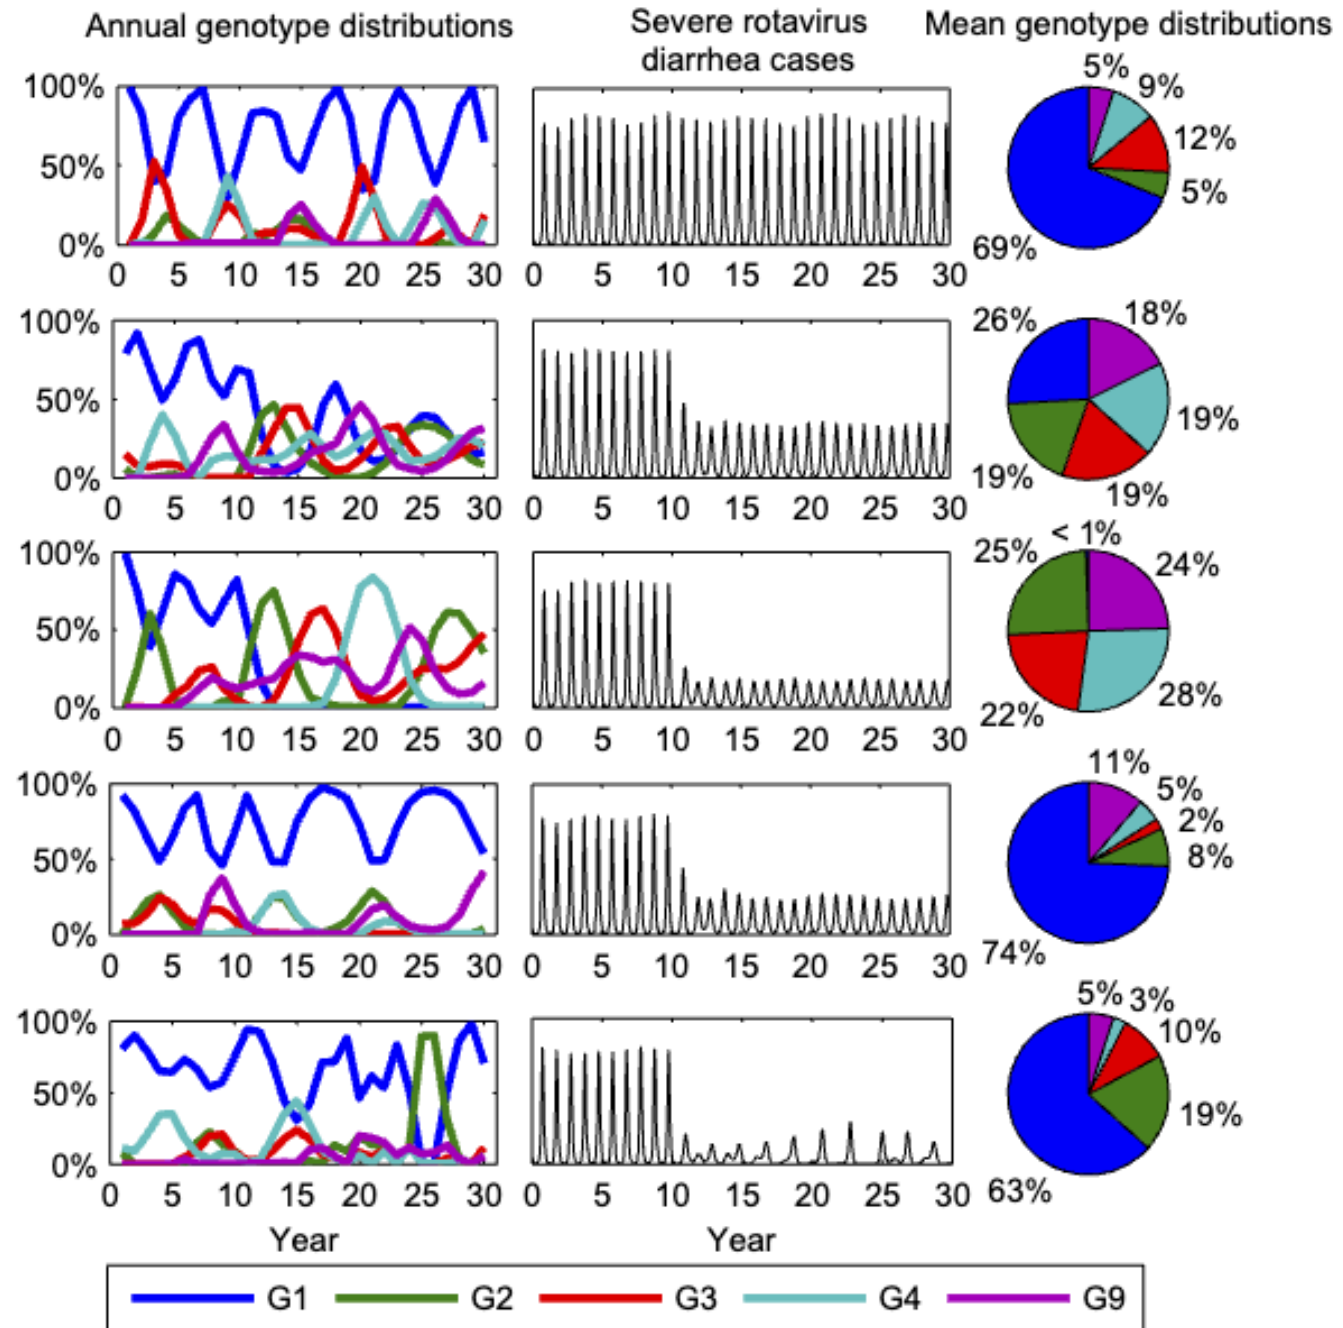 Annual genotype distributions
Severe rotavirus
diarrhea cases
Mean genotype distributions
100%
50%
0%
0 5 10 15 20 25 30
0 5 10 15 20 25 30
5%
9%
12%
5%
69%
100%
50%
0%
0 5 10 15 20 25 30
0 5 10 15 20 25 30
26%
18%
19%
19%
19%
100%
50%
0%
0 5 10 15 20 25 30
0 5 10 15 20 25 30
25%
< 1%
24%
28%
22%
100%
50%
0%
0 5 10 15 20 25 30
0 5 10 15 20 25 30
11%
5%
2%
8%
74%
100%
50%
0%
0 5 10 15 20 25 30
0 5 10 15 20 25 30
5%
3%
10%
19%
63%
Year
Year
G1 G2 G3 G4 G9